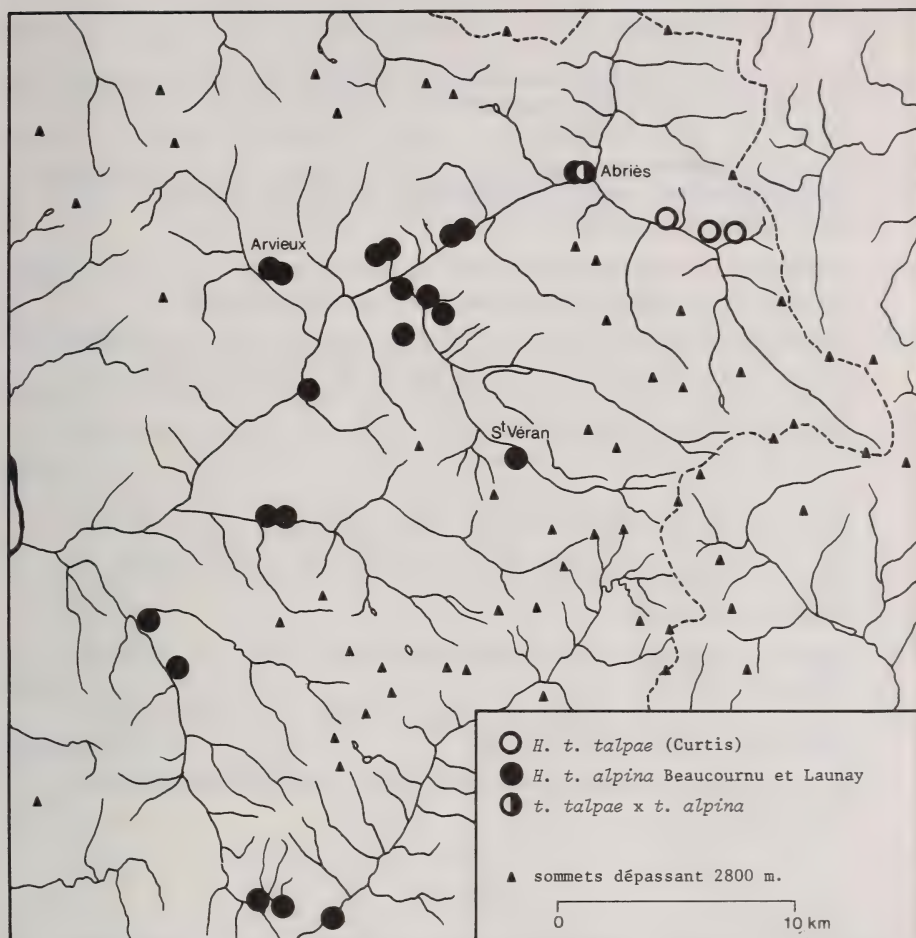 Abriès
Arvieux
Sᵗ Véran
H. t. talpae (Curtis)
H. t. alpina Beaucournu et Launay
t. talpae x t. alpina
sommets dépassant 2800 m.
0 10 km